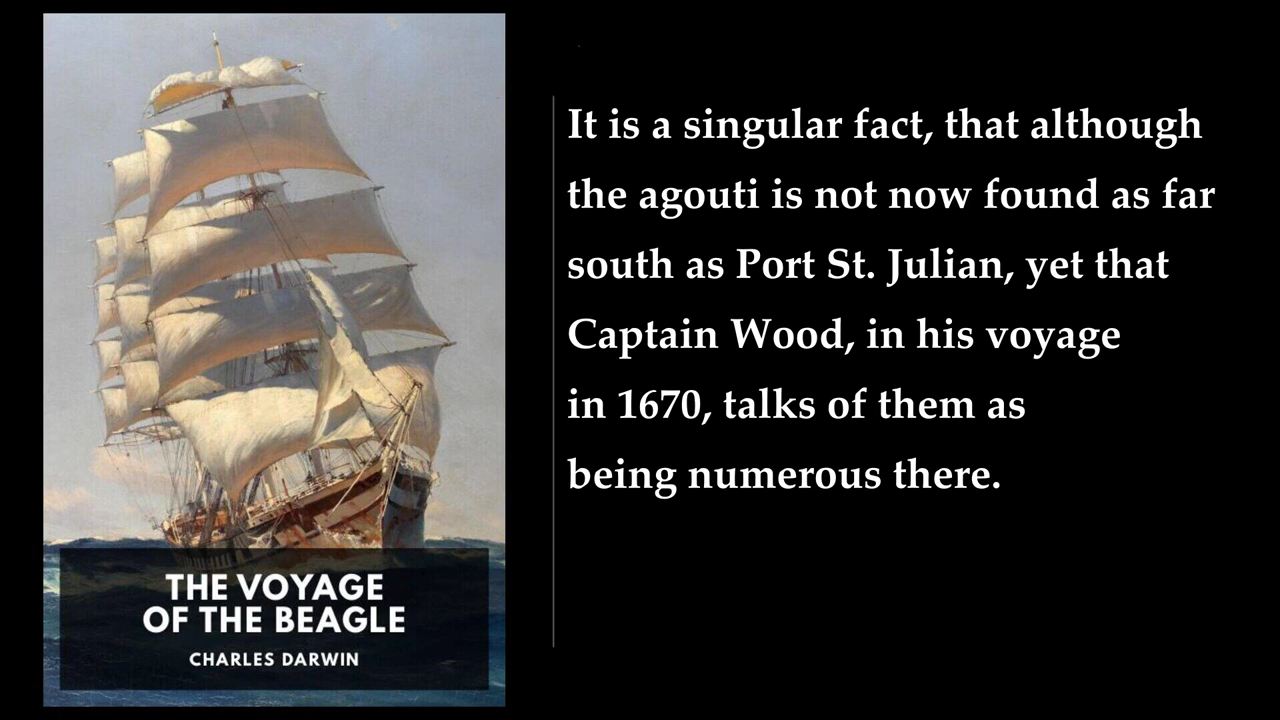 It is a singular fact, that although
the agouti is not now found as far
south as Port St. Julian, yet that
Captain Wood, in his voyage
in 1670, talks of them as
being numerous there.
THE VOYAGE
OF THE BEAGLE
CHARLES DARWIN